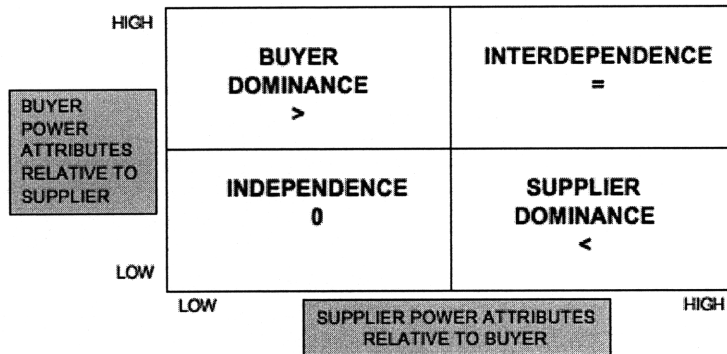 HIGH
BUYER
DOMINANCE
>
INTERDEPENDENCE
=
BUYER
POWER
ATTRIBUTES
RELATIVE TO
SUPPLIER
INDEPENDENCE
0
SUPPLIER
DOMINANCE
<
LOW
LOW
SUPPLIER POWER ATTRIBUTES
RELATIVE TO BUYER
HIGH